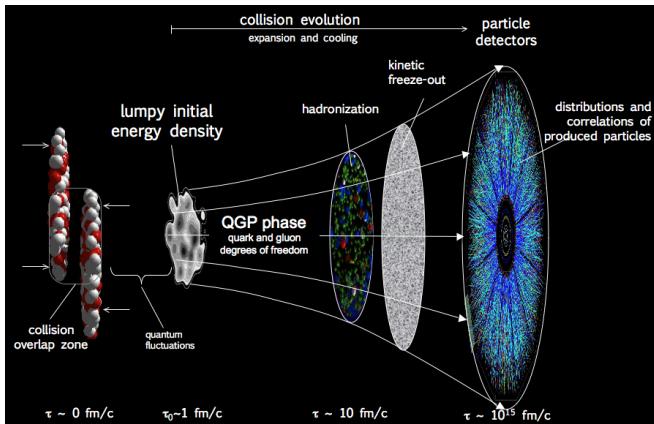 collision evolution
expansion and cooling
particle
detectors
kinetic
freeze-out
lumpy initial
energy density
hadronization
distributions and
correlations of
produced particles
QGP phase
quark and gluon
degrees of freedom
collision
overlap zone
quantum
fluctuations
τ ~ 0 fm/c
τ₀~1 fm/c
τ ~ 10 fm/c
τ ~ 10¹⁵ fm/c